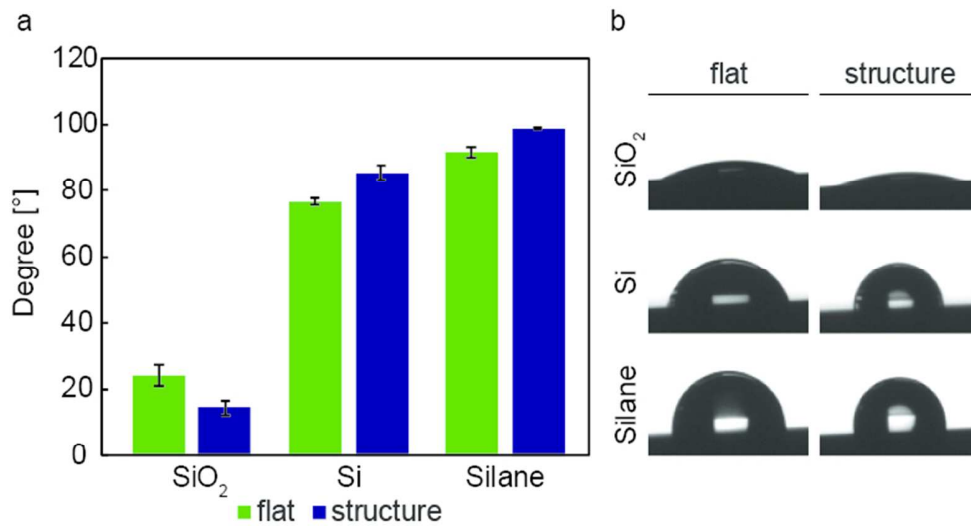 a
120
100
80
60
40
20
0
Degree [°]
SiO₂ Si Silane
flat structure
b
flat structure
SiO₂
Si
Silane